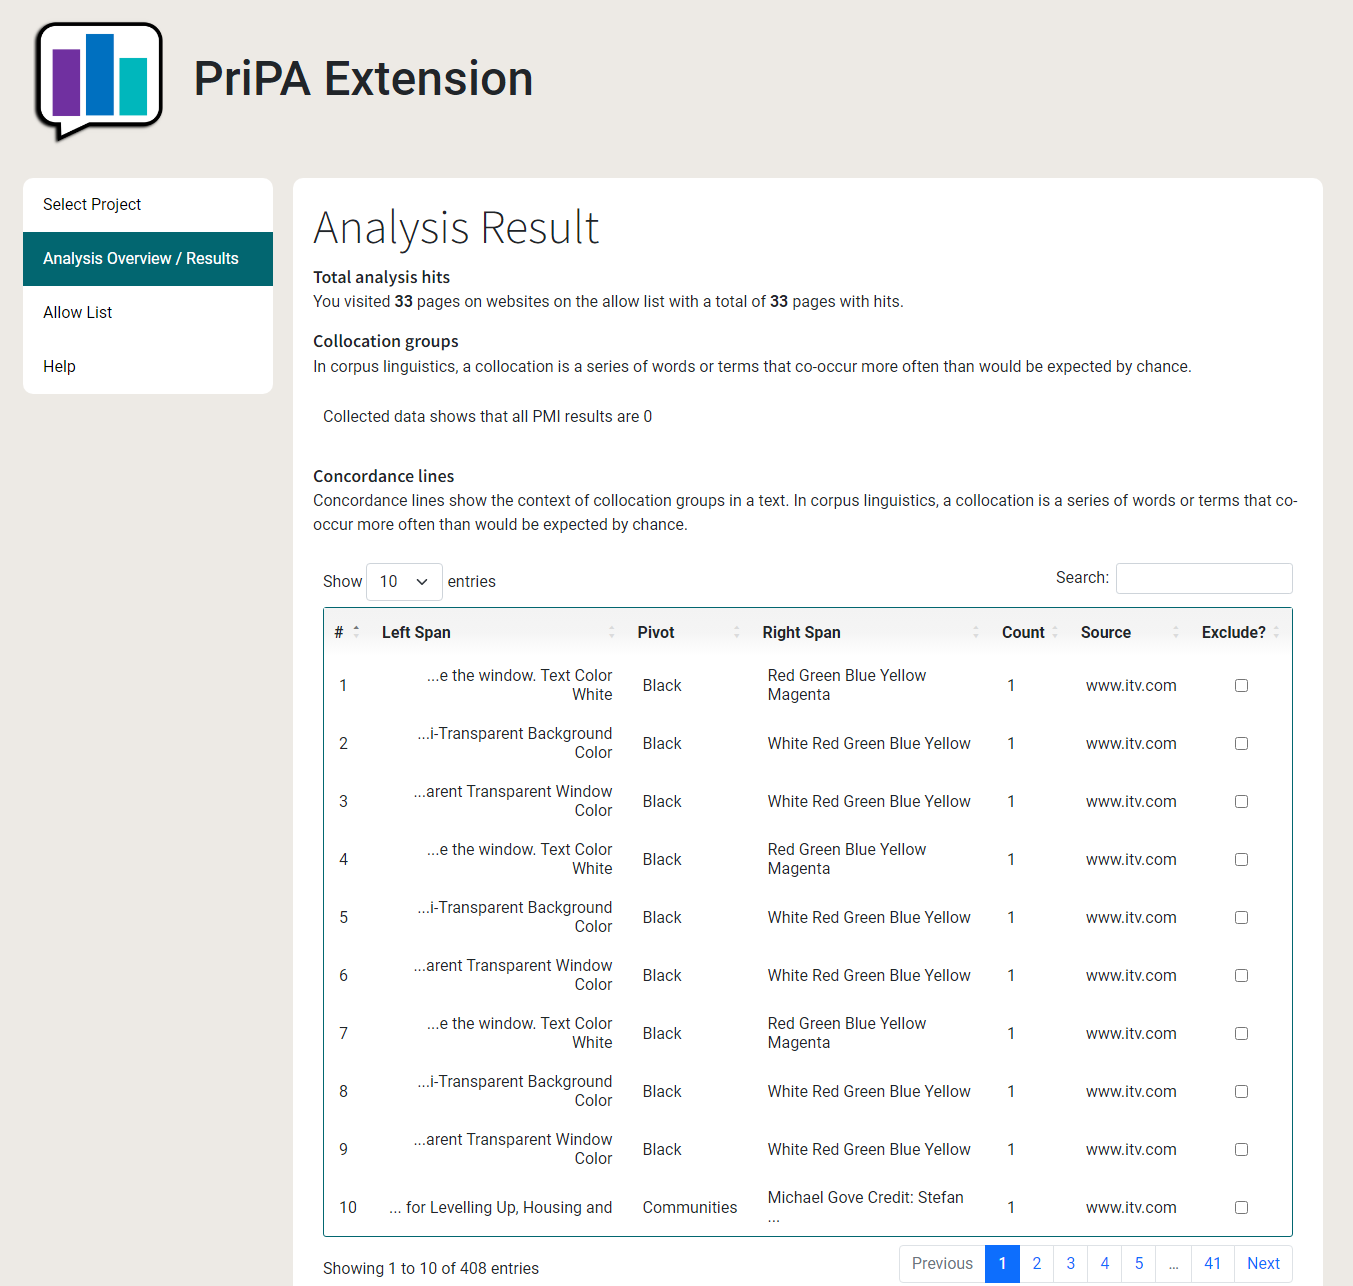 PriPA Extension
Select Project
Analysis Overview / Results
Allow List
Help
Analysis Result
Total analysis hits
You visited 33 pages on websites on the allow list with a total of 33 pages with hits.
Collocation groups
In corpus linguistics, a collocation is a series of words or terms that co-occur more often than would be expected by chance.
Collected data shows that all PMI results are 0
Concordance lines
Concordance lines show the context of collocation groups in a text. In corpus linguistics, a collocation is a series of words or terms that co-
occur more often than would be expected by chance.
Show 10 entries Search:
# Left Span Pivot Right Span Count Source Exclude?
1 ...e the window. Text Color White Black Red Green Blue Yellow Magenta 1 www.itv.com
2 ...i-Transparent Background Color Black White Red Green Blue Yellow 1 www.itv.com
3 ...arent Transparent Window Color Black White Red Green Blue Yellow 1 www.itv.com
4 ...e the window. Text Color White Black Red Green Blue Yellow Magenta 1 www.itv.com
5 ...i-Transparent Background Color Black White Red Green Blue Yellow 1 www.itv.com
6 ...arent Transparent Window Color Black White Red Green Blue Yellow 1 www.itv.com
7 ...e the window. Text Color White Black Red Green Blue Yellow Magenta 1 www.itv.com
8 ...i-Transparent Background Color Black White Red Green Blue Yellow 1 www.itv.com
9 ...arent Transparent Window Color Black White Red Green Blue Yellow 1 www.itv.com
10 ... for Levelling Up, Housing and Communities Michael Gove Credit: Stefan ... 1 www.itv.com
Showing 1 to 10 of 408 entries Previous 1 2 3 4 5 ... 41 Next